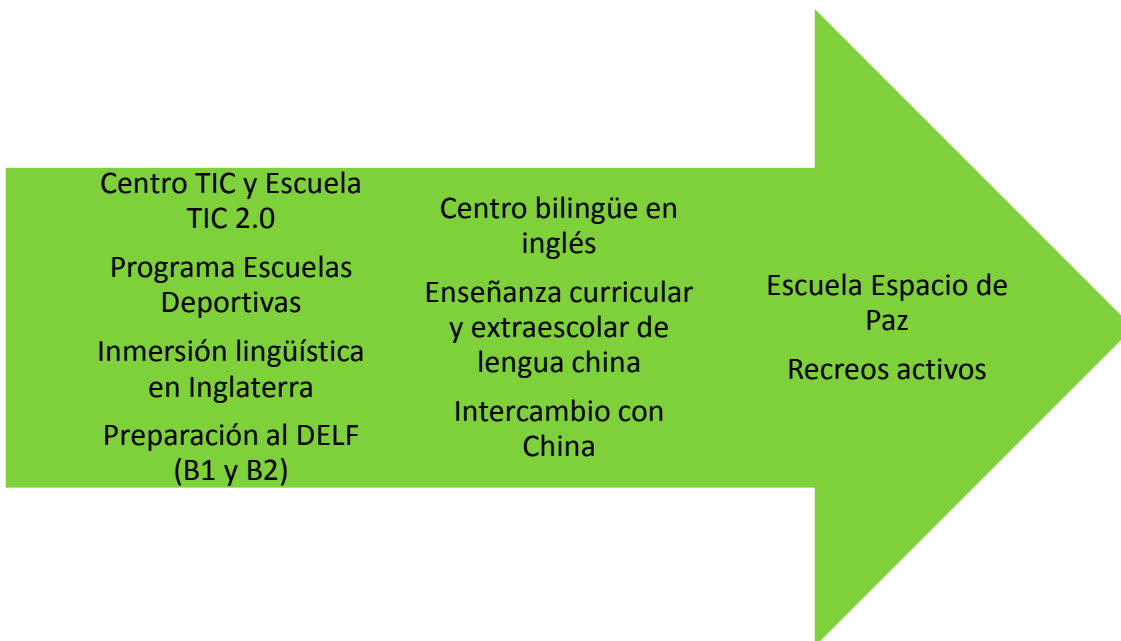 Centro TIC y Escuela
TIC 2.0
Programa Escuelas
Deportivas
Inmersión lingüística
en Inglaterra
Preparación al DELF
(B1 y B2)
Centro bilingüe en
inglés
Enseñanza curricular
y extraescolar de
lengua china
Intercambio con
China
Escuela Espacio de
Paz
Recreos activos